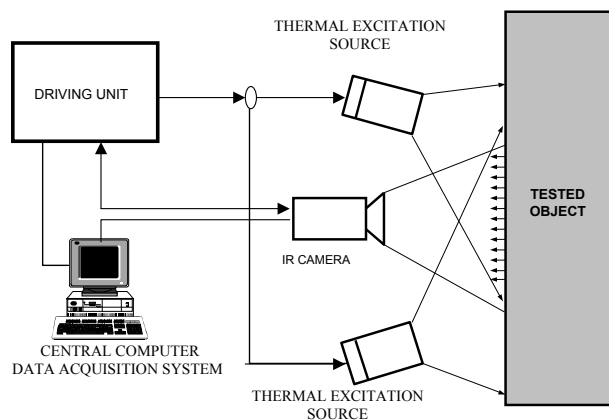 THERMAL EXCITATION
SOURCE
DRIVING UNIT
TESTED
OBJECT
IR CAMERA
CENTRAL COMPUTER
DATA ACQUISITION SYSTEM
THERMAL EXCITATION
SOURCE